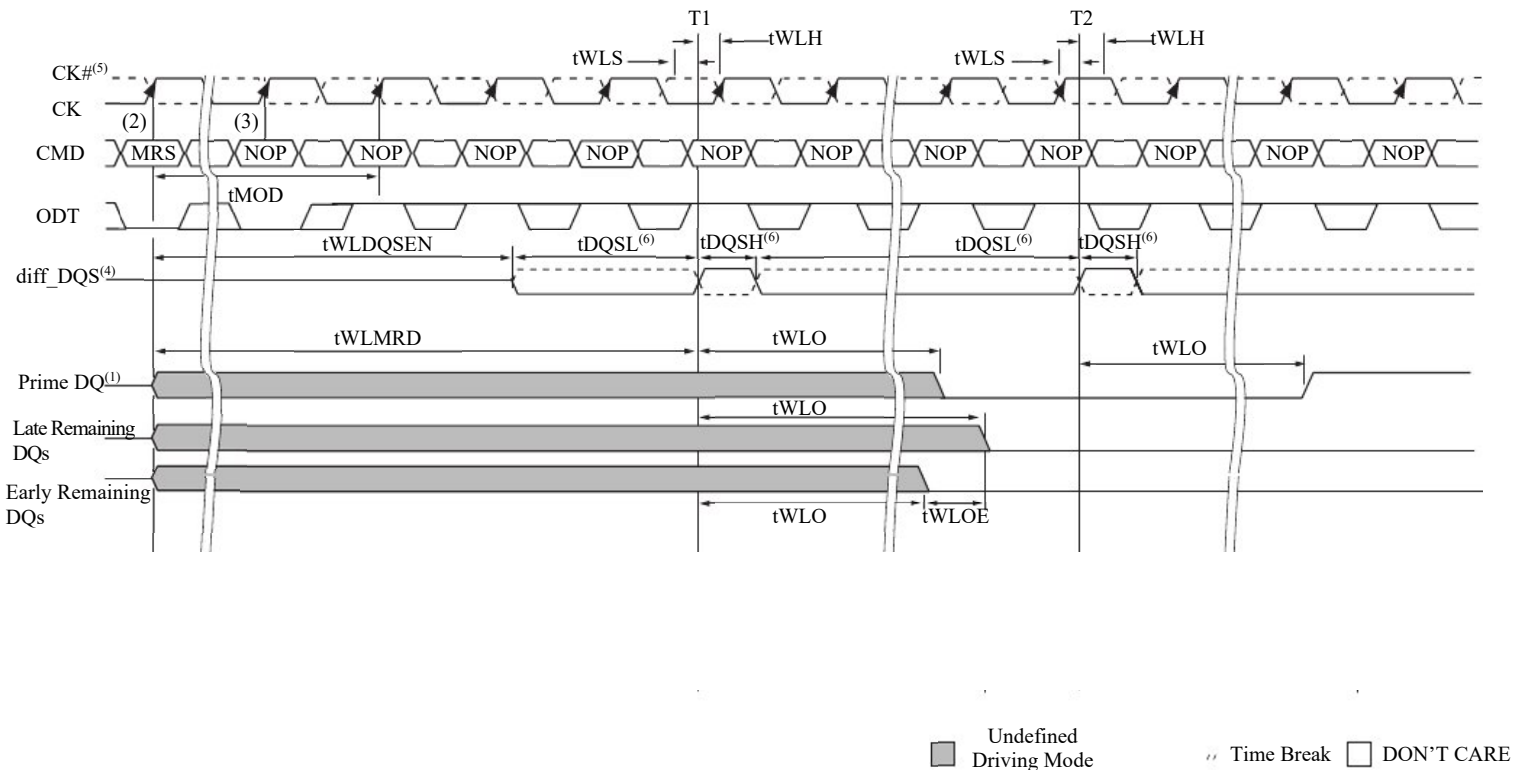 T1 T2
tWLH tWLH
tWLS tWLS
CK#(5)
CK
(2) (3)
CMD MRS NOP NOP NOP NOP NOP NOP NOP NOP NOP NOP NOP
tMOD
ODT
tWLDQSEN tDQSL(6) tDQSH(6) tDQSL(6) tDQSH(6)
diff_DQS(4)
tWLMRD tWLO
tWLO
Prime DQ(1)
tWLO
Late Remaining
DQs
Early Remaining
DQs
tWLO tWLOE
Undefined
Driving Mode
Time Break
DON'T CARE